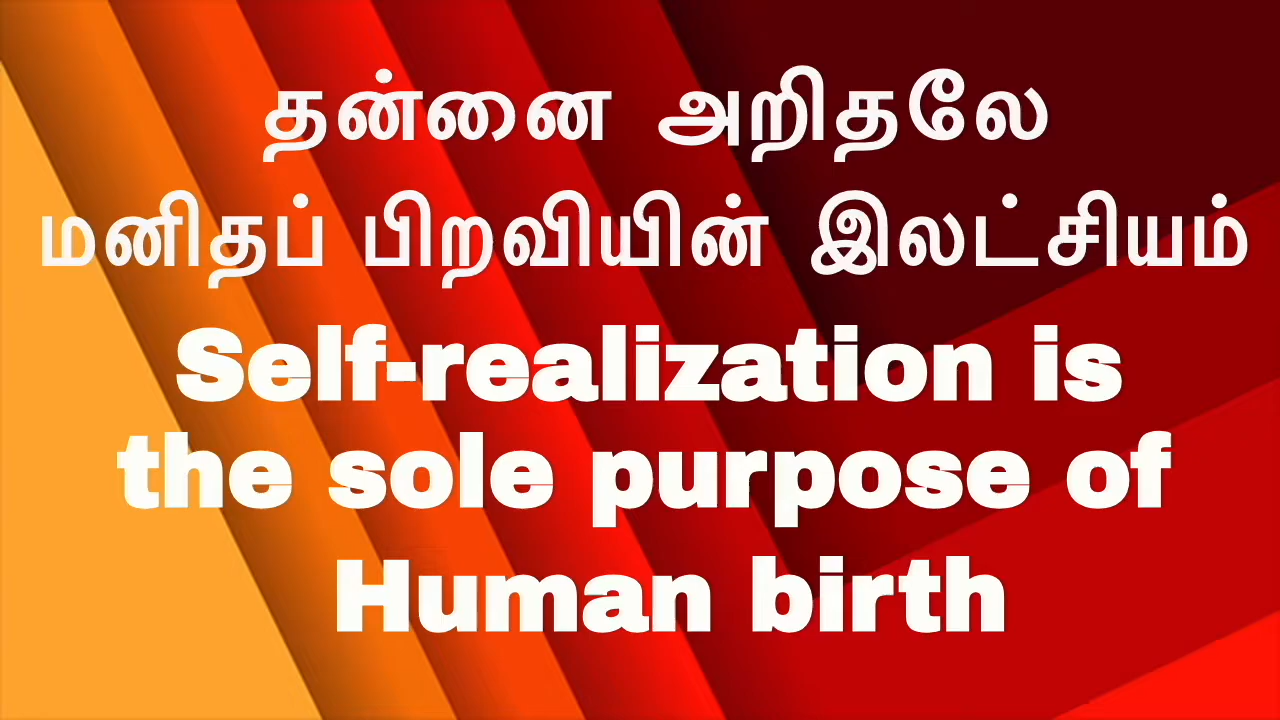 தன்னை அறிதலே
மனிதப் பிறவியின் இலட்சியம்
Self-realization is
the sole purpose of
Human birth